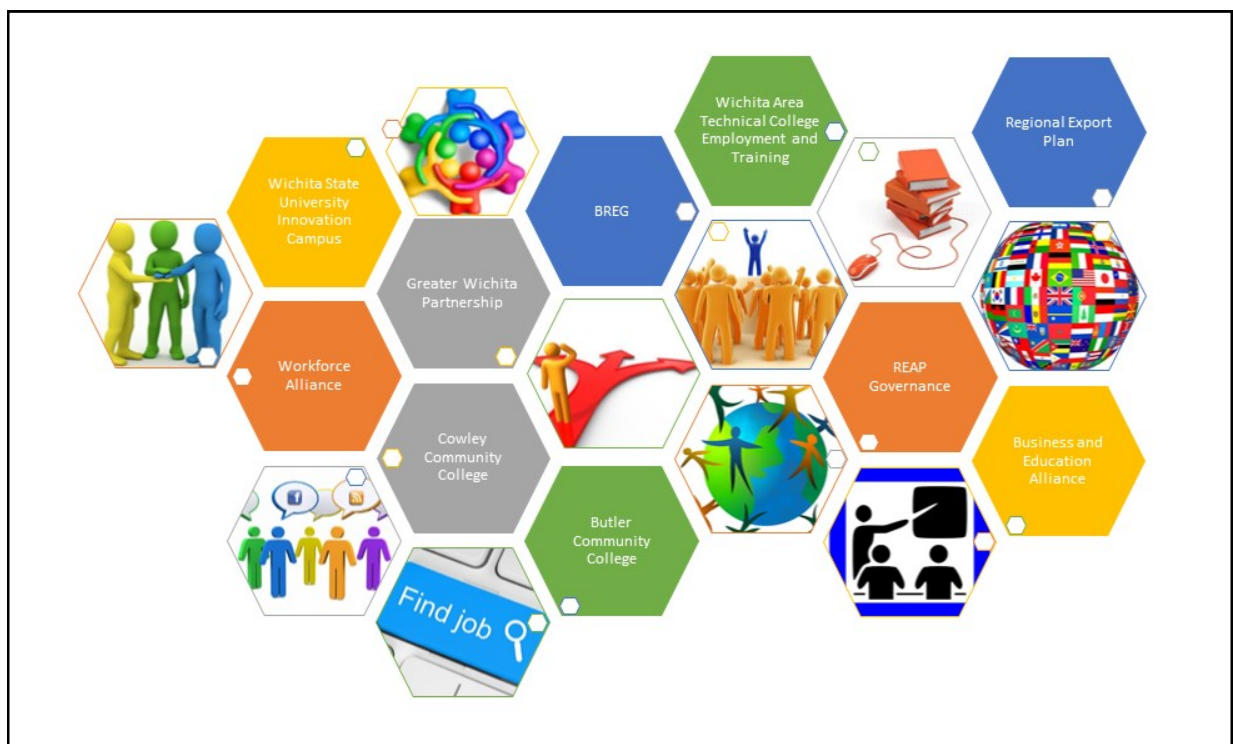 Wichita State
University
Innovation
Campus
Greater Wichita
Partnership
BREG
Wichita Area
Technical College
Employment and
Training
Regional Export
Plan
Workforce
Alliance
Cowley
Community
College
REAP
Governance
Butler
Community
College
Business and
Education
Alliance
f
Find job